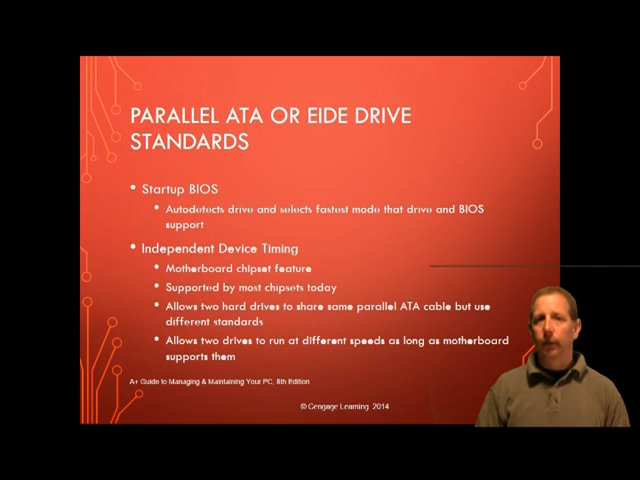 PARALLEL ATA OR EIDE DRIVE
STANDARDS
• Startup BIOS
• Autodetects drive and selects fastest mode that drive and BIOS
support
• Independent Device Timing
• Motherboard chipset feature
• Supported by most chipsets today
• Allows two hard drives to share same parallel ATA cable but use
different standards
• Allows two drives to run at different speeds as long as motherboard
supports them
A+ Guide to Managing & Maintaining Your PC, 8th Edition
© Cengage Learning 2014